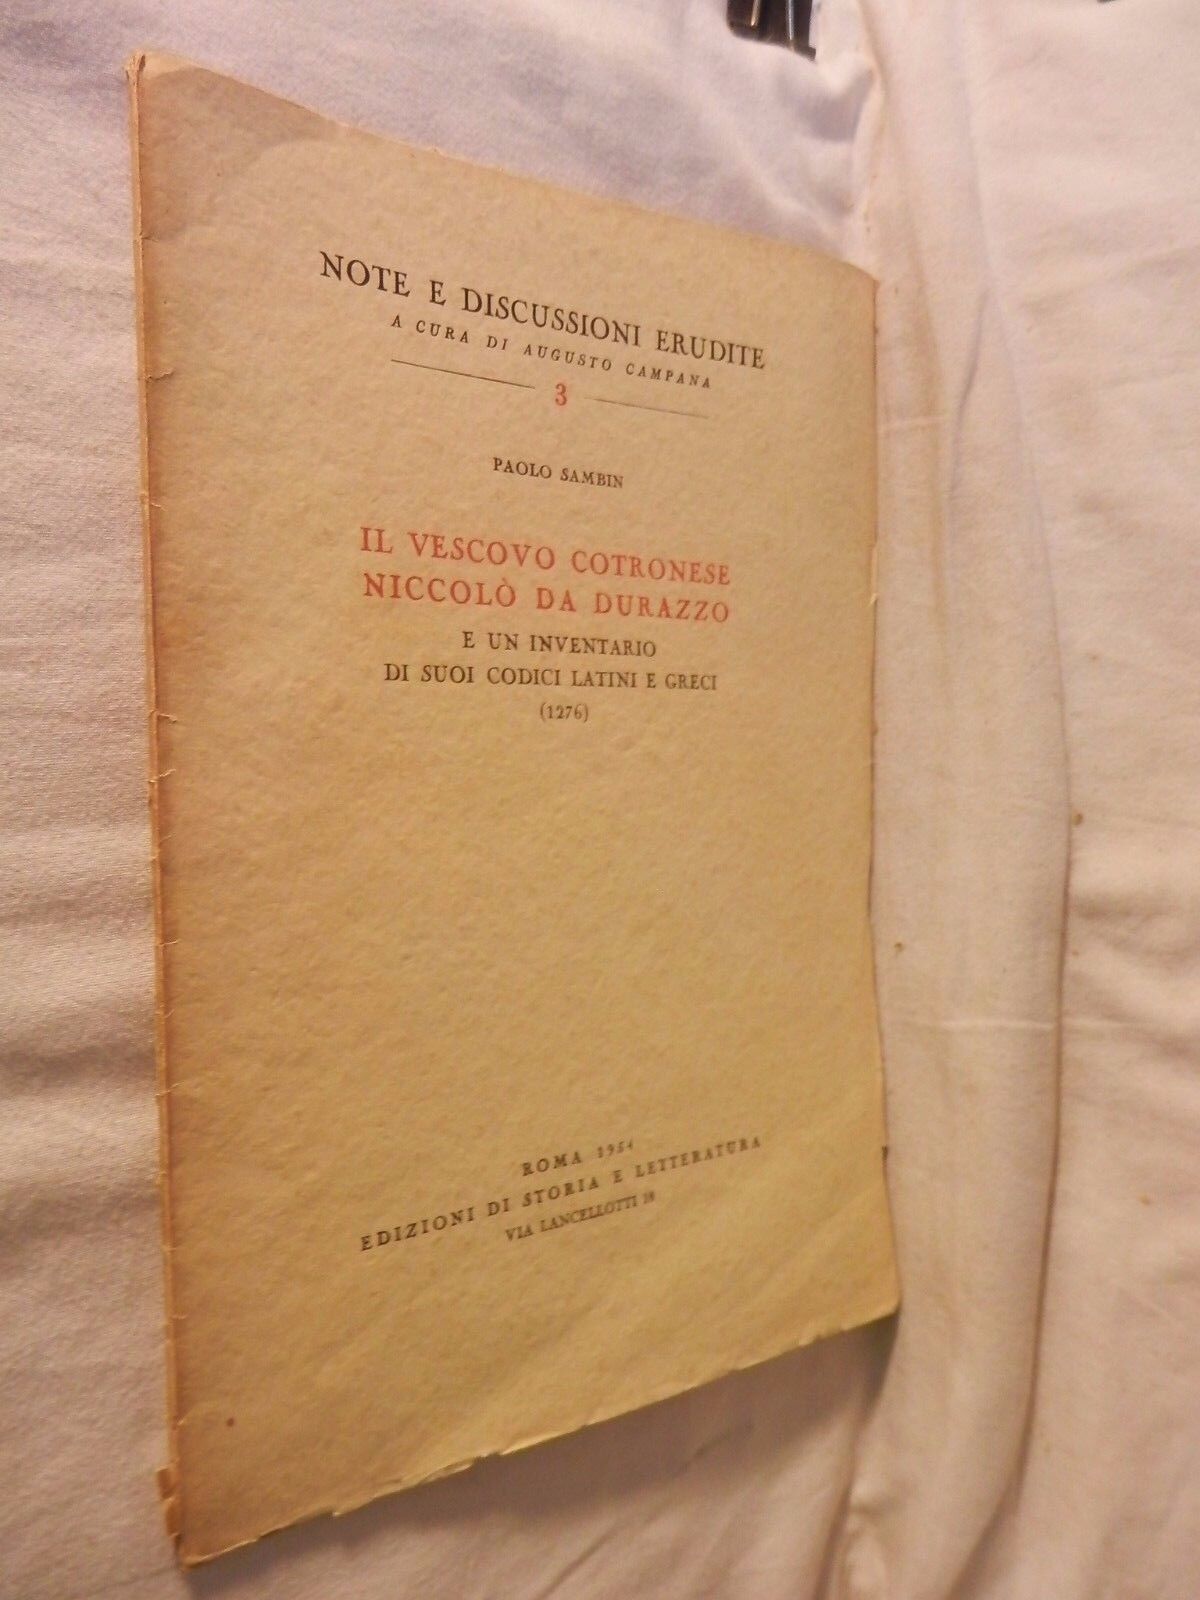 NOTE E DISCUSSIONI ERUDITE
A CURA DI AUGUSTO CAMPANA
3
PAOLO SAMBIN
IL VESCOVO COTRONESE
NICCOLÒ DA DURAZZO
E UN INVENTARIO
DI SUOI CODICI LATINI E GRECI
(1276)
ROMA 1954
EDIZIONI DI STORIA E LETTERATURA
VIA LANCELLOTTI 18